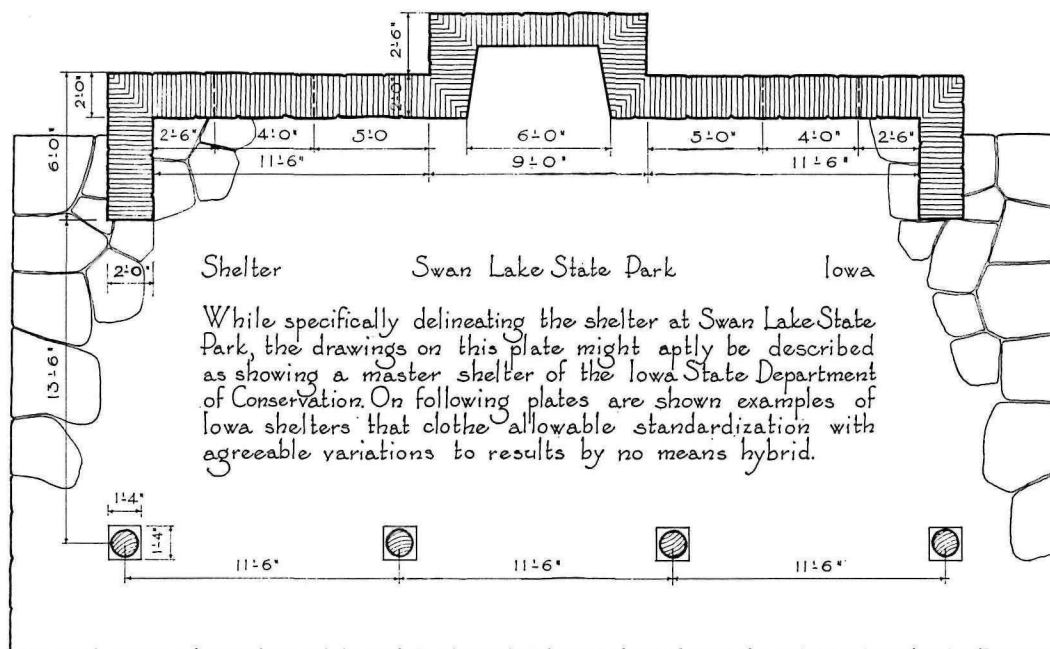 2'-6"
2'-0"
2'-0"
6'-0"
2'-6" 4'-0" 5'-0 6'-0" 5'-0" 4'-0" 2'-6"
11'-6" 9'-0" 11'-6"
2'-0"
Shelter Swan Lake State Park Iowa
While specifically delineating the shelter at Swan Lake State
Park, the drawings on this plate might aptly be described
as showing a master shelter of the Iowa State Department
of Conservation. On following plates are shown examples of
Iowa shelters that clothe allowable standardization with
agreeable variations to results by no means hybrid.
13'-6"
1'-4"
1'-4"
11'-6" 11'-6" 11'-6"